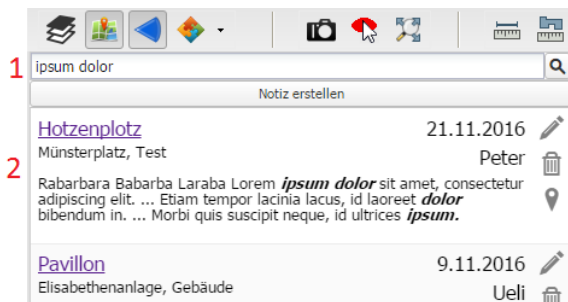 1
ipsum dolor
Notiz erstellen
2
Hotzenplotz 21.11.2016
Münsterplatz, Test Peter
Rabarbara Babarba Laraba Lorem ipsum dolor sit amet, consectetur
adipiscing elit. ... Etiam tempor lacinia lacus, id laoreet dolor
bibendum in. ... Morbi quis suscipit neque, id ultrices ipsum.
Pavillon 9.11.2016
Elisabethenanlage, Gebäude Ueli